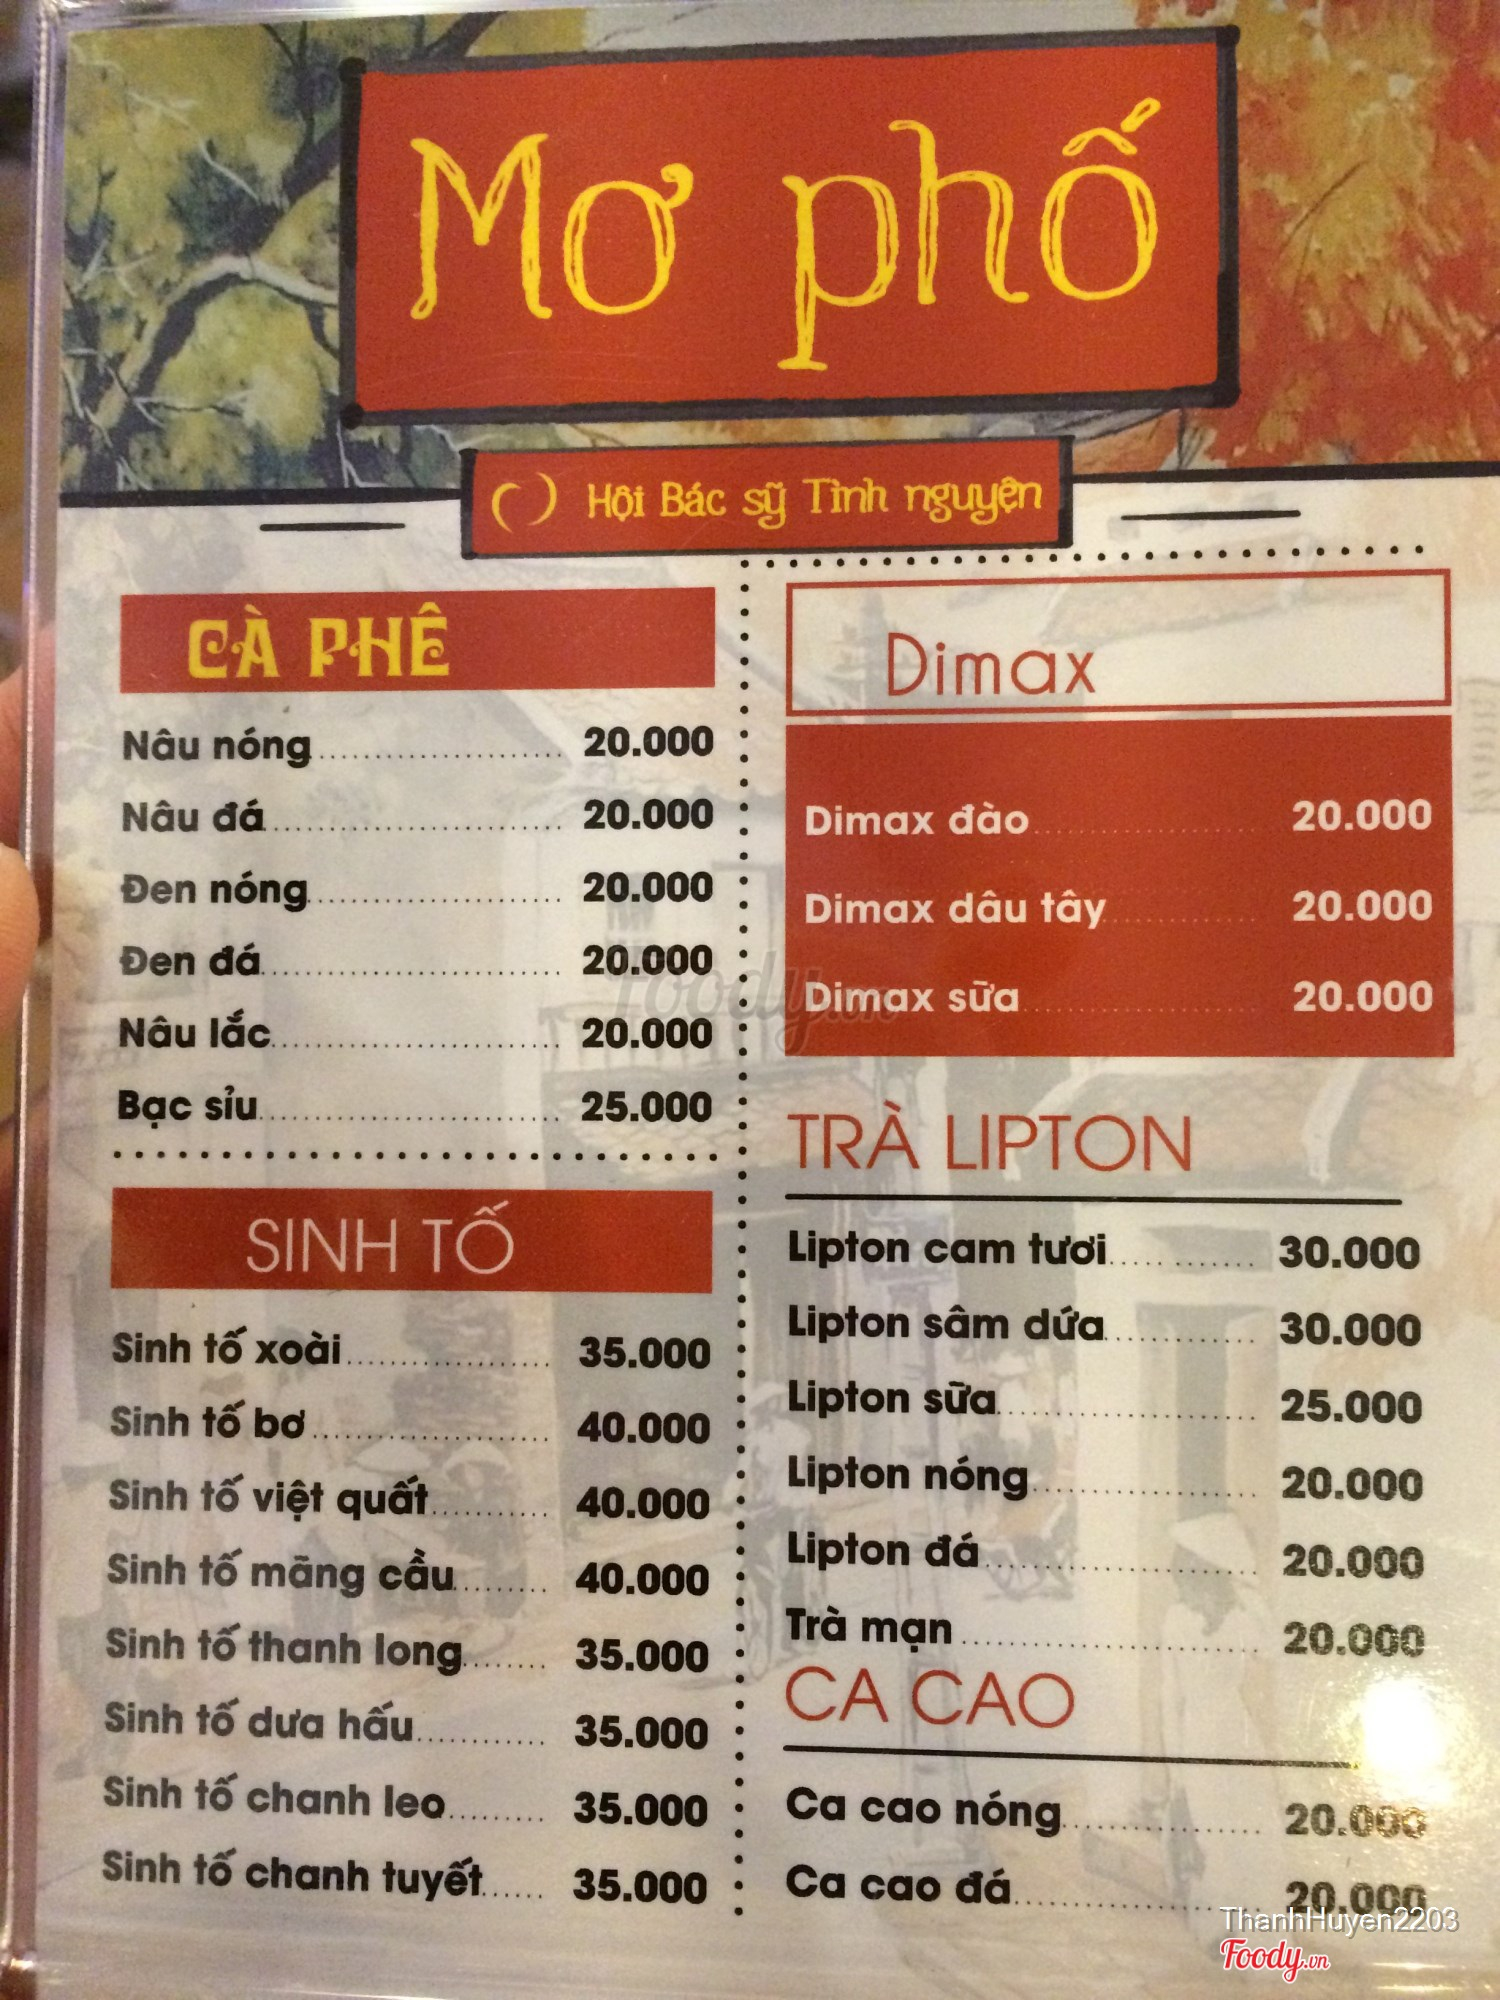 Mơ phố
Hội Bác sỹ Tình nguyện
CÀ PHÊ
Nâu nóng 20.000
Nâu đá 20.000
Đen nóng 20.000
Đen đá 20.000
Nâu lắc 20.000
Bạc sỉu 25.000
SINH TỐ
Sinh tố xoài 35.000
Sinh tố bơ 40.000
Sinh tố việt quất 40.000
Sinh tố mãng cầu 40.000
Sinh tố thanh long 35.000
Sinh tố dưa hấu 35.000
Sinh tố chanh leo 35.000
Sinh tố chanh tuyết 35.000
Dimax
Dimax đào 20.000
Dimax dâu tây 20.000
Dimax sữa 20.000
TRÀ LIPTON
Lipton cam tươi 30.000
Lipton sâm dứa 30.000
Lipton sữa 25.000
Lipton nóng 20.000
Lipton đá 20.000
Trà mạn 20.000
CA CAO
Ca cao nóng 20.000
Ca cao đá 20.000
Foody.vn
ThanhHuyen2203
Foody.vn